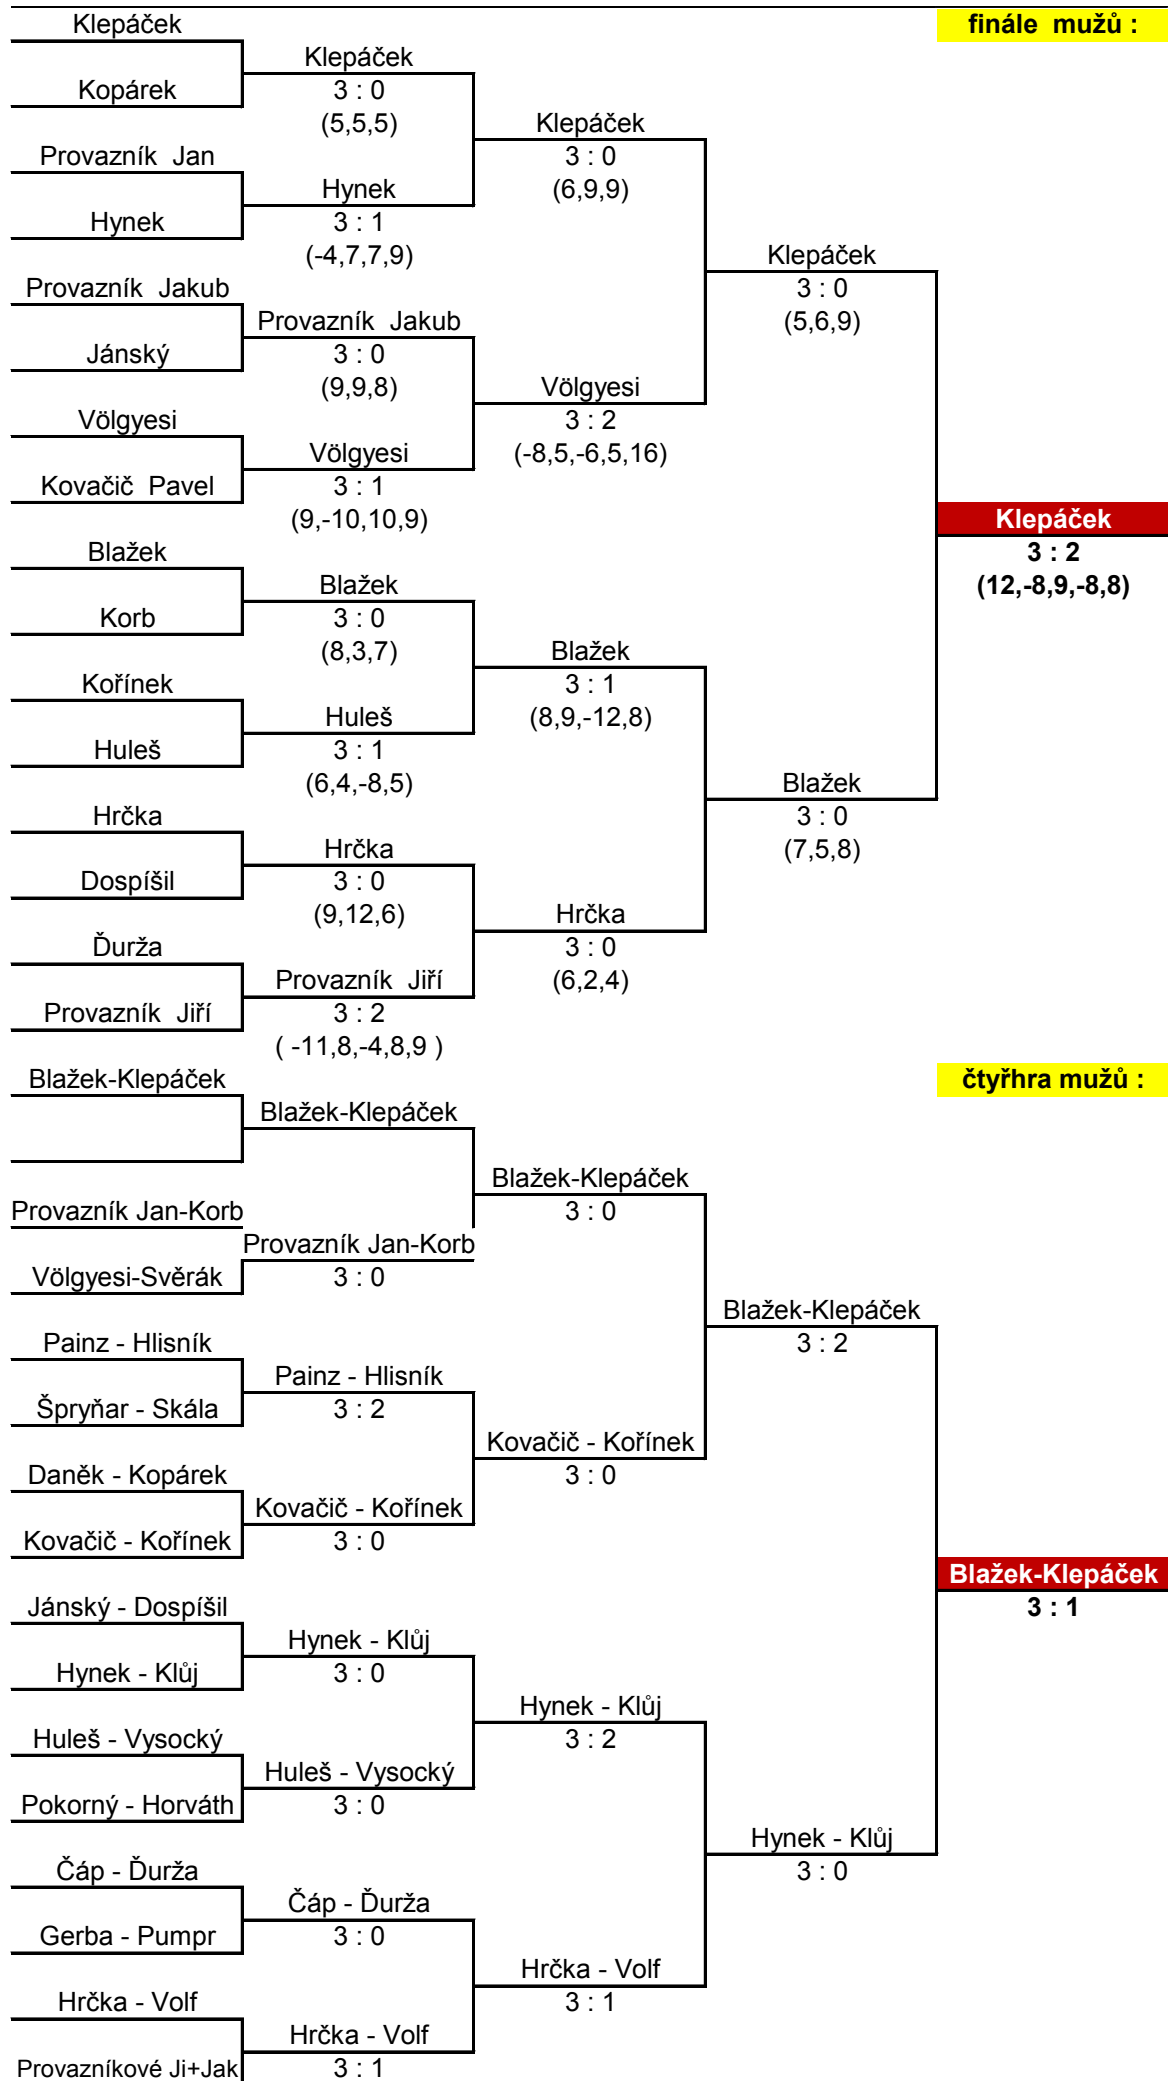 Klepáček
finále mužů :
Klepáček
Kopárek
3 : 0
(5,5,5)
Klepáček
Provazník Jan
3 : 0
Hynek
(6,9,9)
Hynek
3 : 1
(-4,7,7,9)
Klepáček
Provazník Jakub
3 : 0
Provazník Jakub
(5,6,9)
Jánský
3 : 0
(9,9,8)
Völgyesi
Völgyesi
3 : 2
Völgyesi
(-8,5,-6,5,16)
Kovačič Pavel
3 : 1
(9,-10,10,9)
Klepáček
Blažek
3 : 2
Blažek
(12,-8,9,-8,8)
Korb
3 : 0
(8,3,7)
Blažek
Kořínek
3 : 1
Huleš
(8,9,-12,8)
Huleš
3 : 1
(6,4,-8,5)
Blažek
Hrčka
3 : 0
Hrčka
(7,5,8)
Dospíšil
3 : 0
(9,12,6)
Hrčka
Ďurža
3 : 0
Provazník Jiří
(6,2,4)
Provazník Jiří
3 : 2
( -11,8,-4,8,9 )
Blažek-Klepáček
čtyřhra mužů :
Blažek-Klepáček
Blažek-Klepáček
Provazník Jan-Korb
3 : 0
Provazník Jan-Korb
Völgyesi-Svěrák
3 : 0
Blažek-Klepáček
Painz - Hlisník
3 : 2
Painz - Hlisník
Špryňar - Skála
3 : 2
Kovačič - Kořínek
Daněk - Kopárek
3 : 0
Kovačič - Kořínek
Kovačič - Kořínek
3 : 0
Blažek-Klepáček
Jánský - Dospíšil
3 : 1
Hynek - Klůj
Hynek - Klůj
3 : 0
Hynek - Klůj
Huleš - Vysocký
3 : 2
Huleš - Vysocký
Pokorný - Horváth
3 : 0
Hynek - Klůj
Čáp - Ďurža
3 : 0
Čáp - Ďurža
Gerba - Pumpr
3 : 0
Hrčka - Volf
Hrčka - Volf
3 : 1
Hrčka - Volf
Provazníkové Ji+Jak
3 : 1